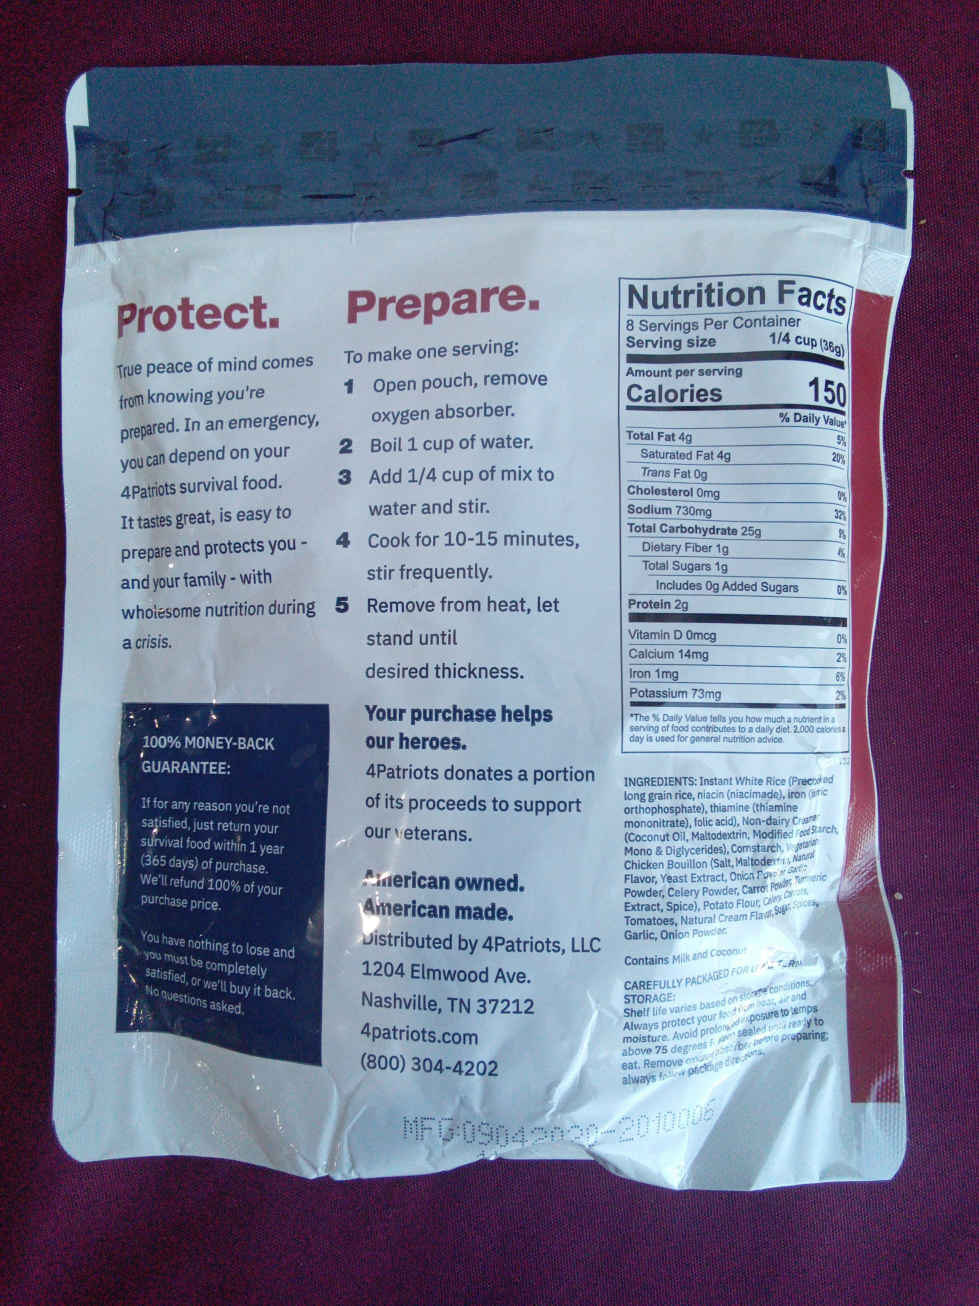 Protect.
True peace of mind comes
from knowing you're
prepared. In an emergency,
you can depend on your
4Patriots survival food.
It tastes great, is easy to
prepare and protects you -
and your family - with
wholesome nutrition during
a crisis.
100% MONEY-BACK
GUARANTEE:
If for any reason you're not
satisfied, just return your
survival food within 1 year
(365 days) of purchase.
We'll refund 100% of your
purchase price.
You have nothing to lose and
you must be completely
satisfied, or we'll buy it back.
No questions asked.
Prepare.
To make one serving:
1 Open pouch, remove
oxygen absorber.
2 Boil 1 cup of water.
3 Add 1/4 cup of mix to
water and stir.
4 Cook for 10-15 minutes,
stir frequently.
5 Remove from heat, let
stand until
desired thickness.
Your purchase helps
our heroes.
4Patriots donates a portion
of its proceeds to support
our veterans.
American owned.
American made.
Distributed by 4Patriots, LLC
1204 Elmwood Ave.
Nashville, TN 37212
4patriots.com
(800) 304-4202
Nutrition Facts
8 Servings Per Container
Serving size 1/4 cup (36g)
Amount per serving
Calories 150
% Daily Value*
Total Fat 4g 5%
Saturated Fat 4g 20%
Trans Fat 0g
Cholesterol 0mg 0%
Sodium 730mg 32%
Total Carbohydrate 25g 9%
Dietary Fiber 1g 4%
Total Sugars 1g
Includes 0g Added Sugars 0%
Protein 2g
Vitamin D 0mcg 0%
Calcium 14mg 2%
Iron 1mg 6%
Potassium 73mg 2%
*The % Daily Value tells you how much a nutrient in a
serving of food contributes to a daily diet. 2,000 calories a
day is used for general nutrition advice.
INGREDIENTS: Instant White Rice (Precooked
long grain rice, niacin (niacimade), iron (ferric
orthophosphate), thiamine (thiamine
mononitrate), folic acid), Non-dairy Creamer
(Coconut Oil, Maltodextrin, Modified Food Starch,
Mono & Diglycerides), Cornstarch, Vegetarian
Chicken Bouillon (Salt, Maltodextrin, Natural
Flavor, Yeast Extract, Onion Powder, Garlic
Powder, Celery Powder, Carrot Powder, Turmeric
Extract, Spice), Potato Flour, Celery, Carrots,
Tomatoes, Natural Cream Flavor, Sugar, Spices,
Garlic, Onion Powder.
Contains Milk and Coconut
CAREFULLY PACKAGED FOR LONG TERM
STORAGE:
Shelf life varies based on storage conditions.
Always protect your food from heat, air and
moisture. Avoid prolonged exposure to temps
above 75 degrees F. sealed until ready to
eat. Remove before preparing;
always follow package directions.
MFG:09042020-2010006